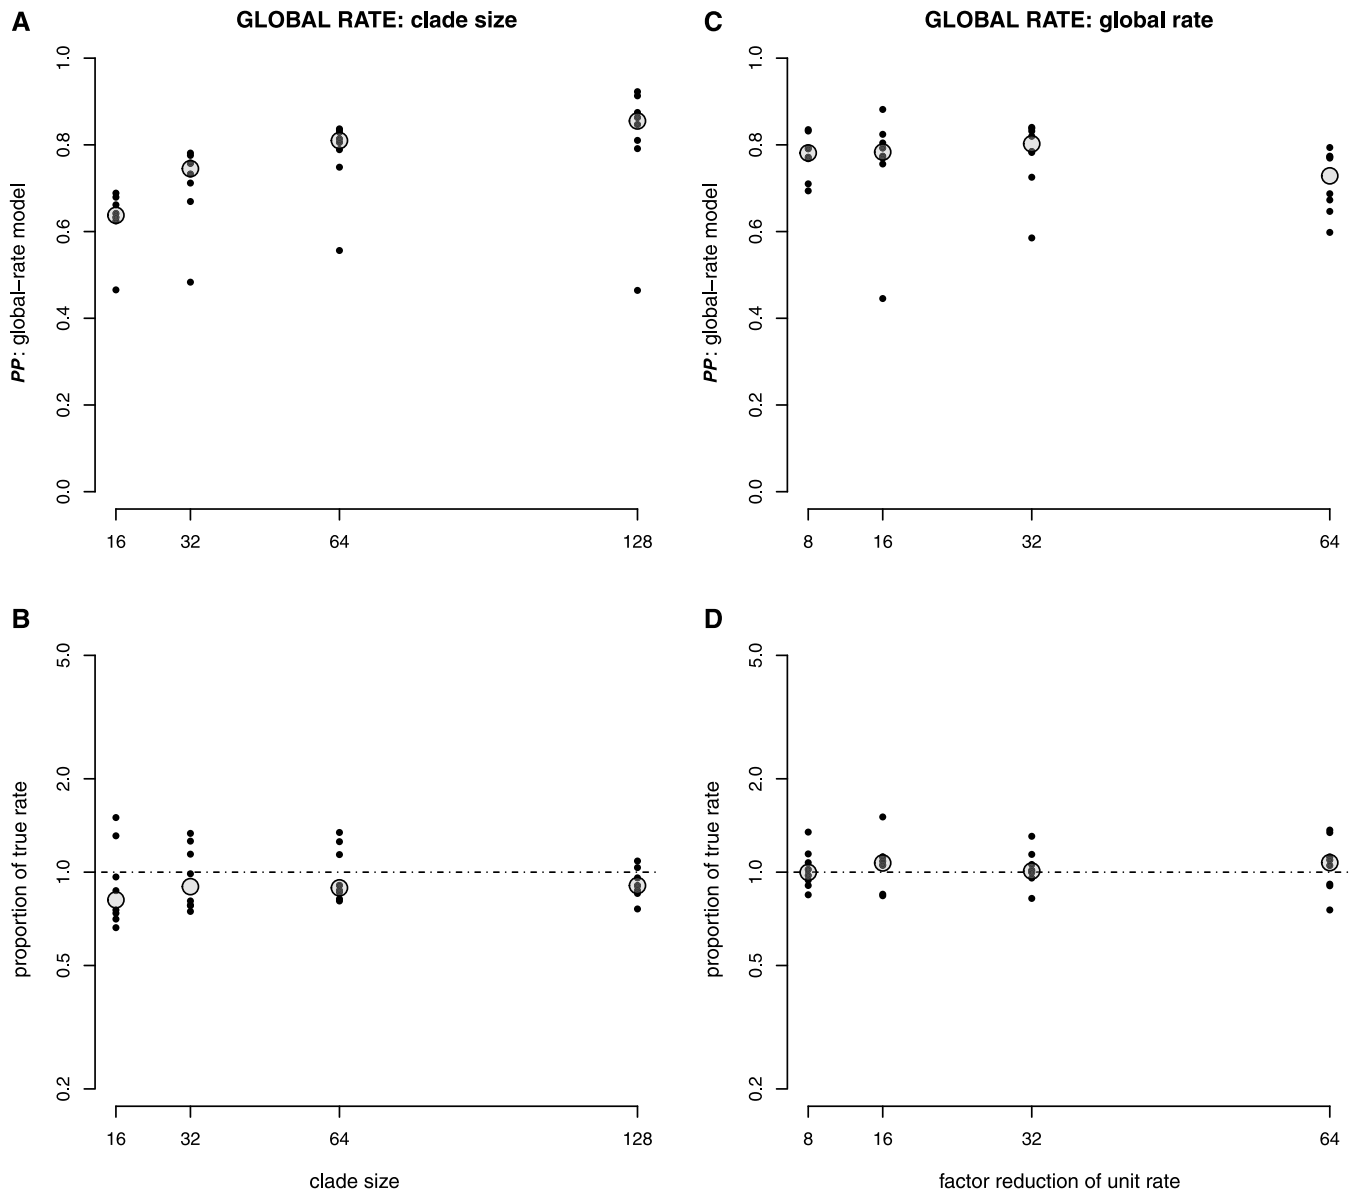 A
GLOBAL RATE: clade size
PP: global−rate model
1.0
0.8
0.6
0.4
0.2
0.0
16 32 64 128
C
GLOBAL RATE: global rate
PP: global−rate model
1.0
0.8
0.6
0.4
0.2
0.0
8 16 32 64
B
proportion of true rate
5.0
2.0
1.0
0.5
0.2
16 32 64 128
clade size
D
proportion of true rate
5.0
2.0
1.0
0.5
0.2
8 16 32 64
factor reduction of unit rate